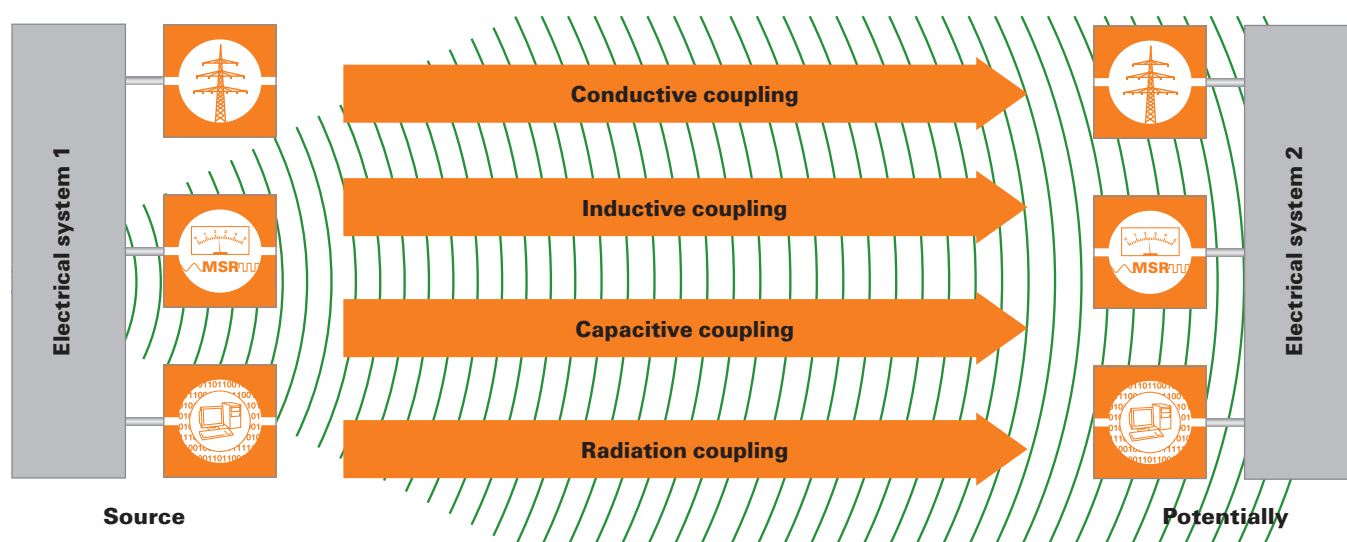 Electrical system 1
Conductive coupling
Inductive coupling
Capacitive coupling
Radiation coupling
MSR
MSR
Electrical system 2
Source
Potentially